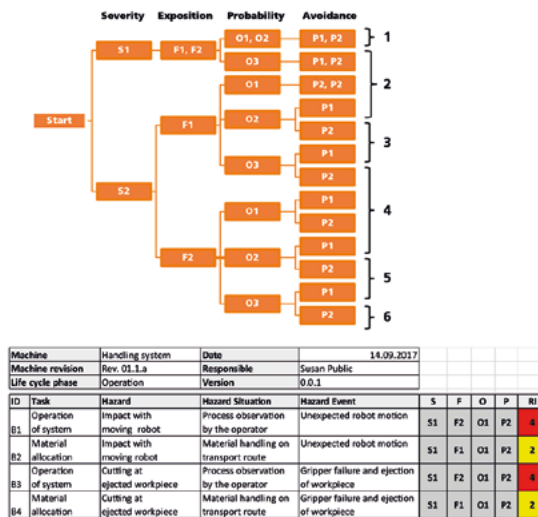 Severity Exposition Probability Avoidance
O1, O2 P1, P2 1
S1 F1, F2
O3 P1, P2
O1 P2, P2 2
P1
Start F1 O2
P2 3
P1
O3
P2
S2
P1 4
O1
P2
P1
F2 O2
P2 5
P1
O3
P2 6
Machine Handling system Date 14.09.2017
Machine revision Rev. 01.1.a Responsible Susan Public
Life cycle phase Operation Version 0.0.1
ID Task Hazard Hazard Situation Hazard Event S F O P RI
Operation Impact with Process observation Unexpected robot motion
B1 of system moving robot by the operator S1 F2 O1 P2 4
Material Impact with Material handling on Unexpected robot motion
B2 allocation moving robot transport route S1 F1 O1 P2 2
Operation Cutting at Process observation Gripper failure and ejection
B3 of system ejected workpiece by the operator of workpiece S1 F2 O1 P2 4
Material Cutting at Material handling on Gripper failure and ejection
B4 allocation ejected workpiece transport route of workpiece S1 F1 O1 P2 2